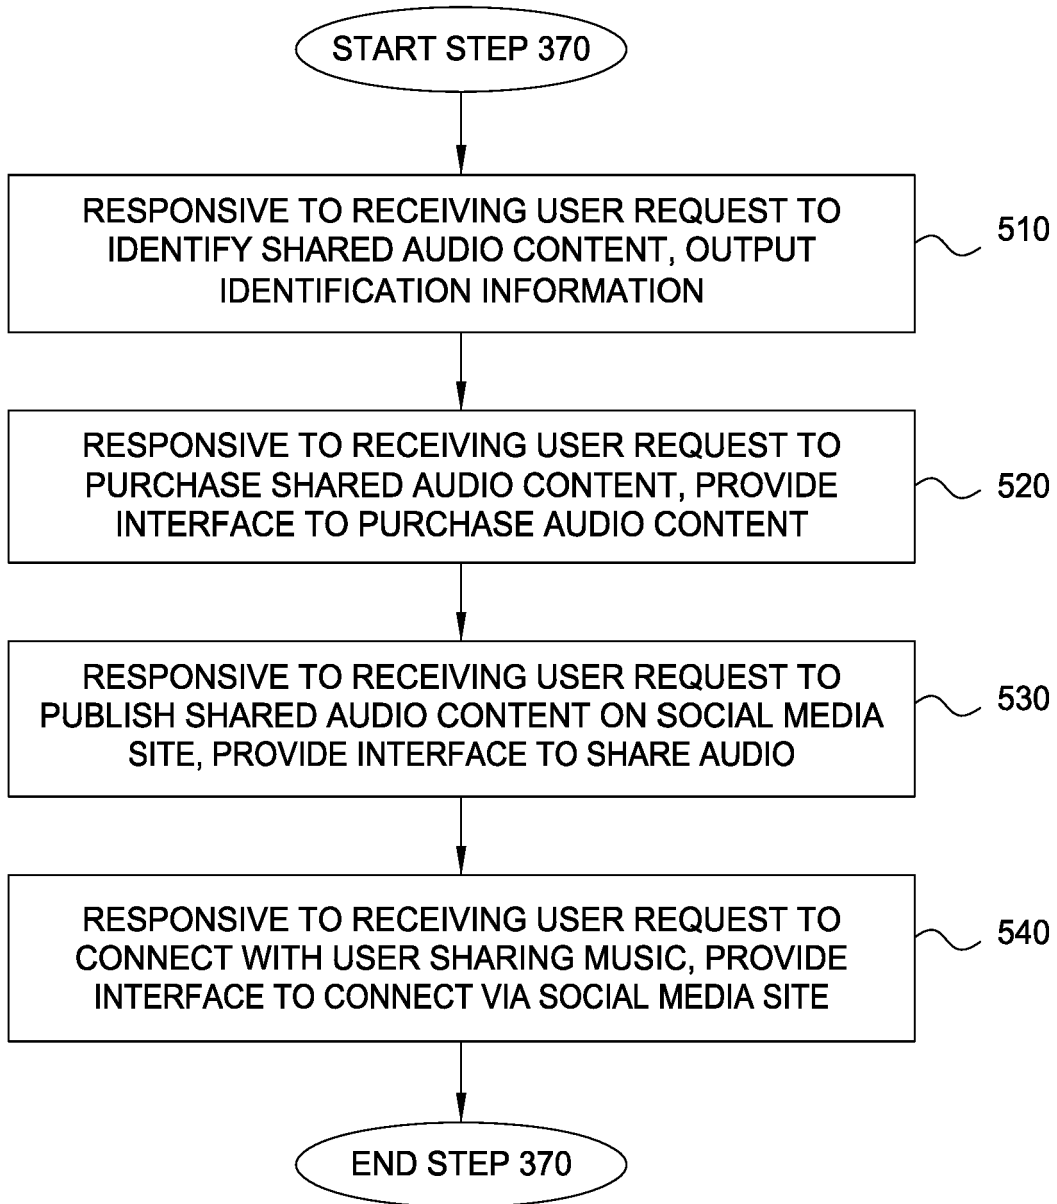 START STEP 370
RESPONSIVE TO RECEIVING USER REQUEST TO
IDENTIFY SHARED AUDIO CONTENT, OUTPUT
IDENTIFICATION INFORMATION
510
RESPONSIVE TO RECEIVING USER REQUEST TO
PURCHASE SHARED AUDIO CONTENT, PROVIDE
INTERFACE TO PURCHASE AUDIO CONTENT
520
RESPONSIVE TO RECEIVING USER REQUEST TO
PUBLISH SHARED AUDIO CONTENT ON SOCIAL MEDIA
SITE, PROVIDE INTERFACE TO SHARE AUDIO
530
RESPONSIVE TO RECEIVING USER REQUEST TO
CONNECT WITH USER SHARING MUSIC, PROVIDE
INTERFACE TO CONNECT VIA SOCIAL MEDIA SITE
540
END STEP 370